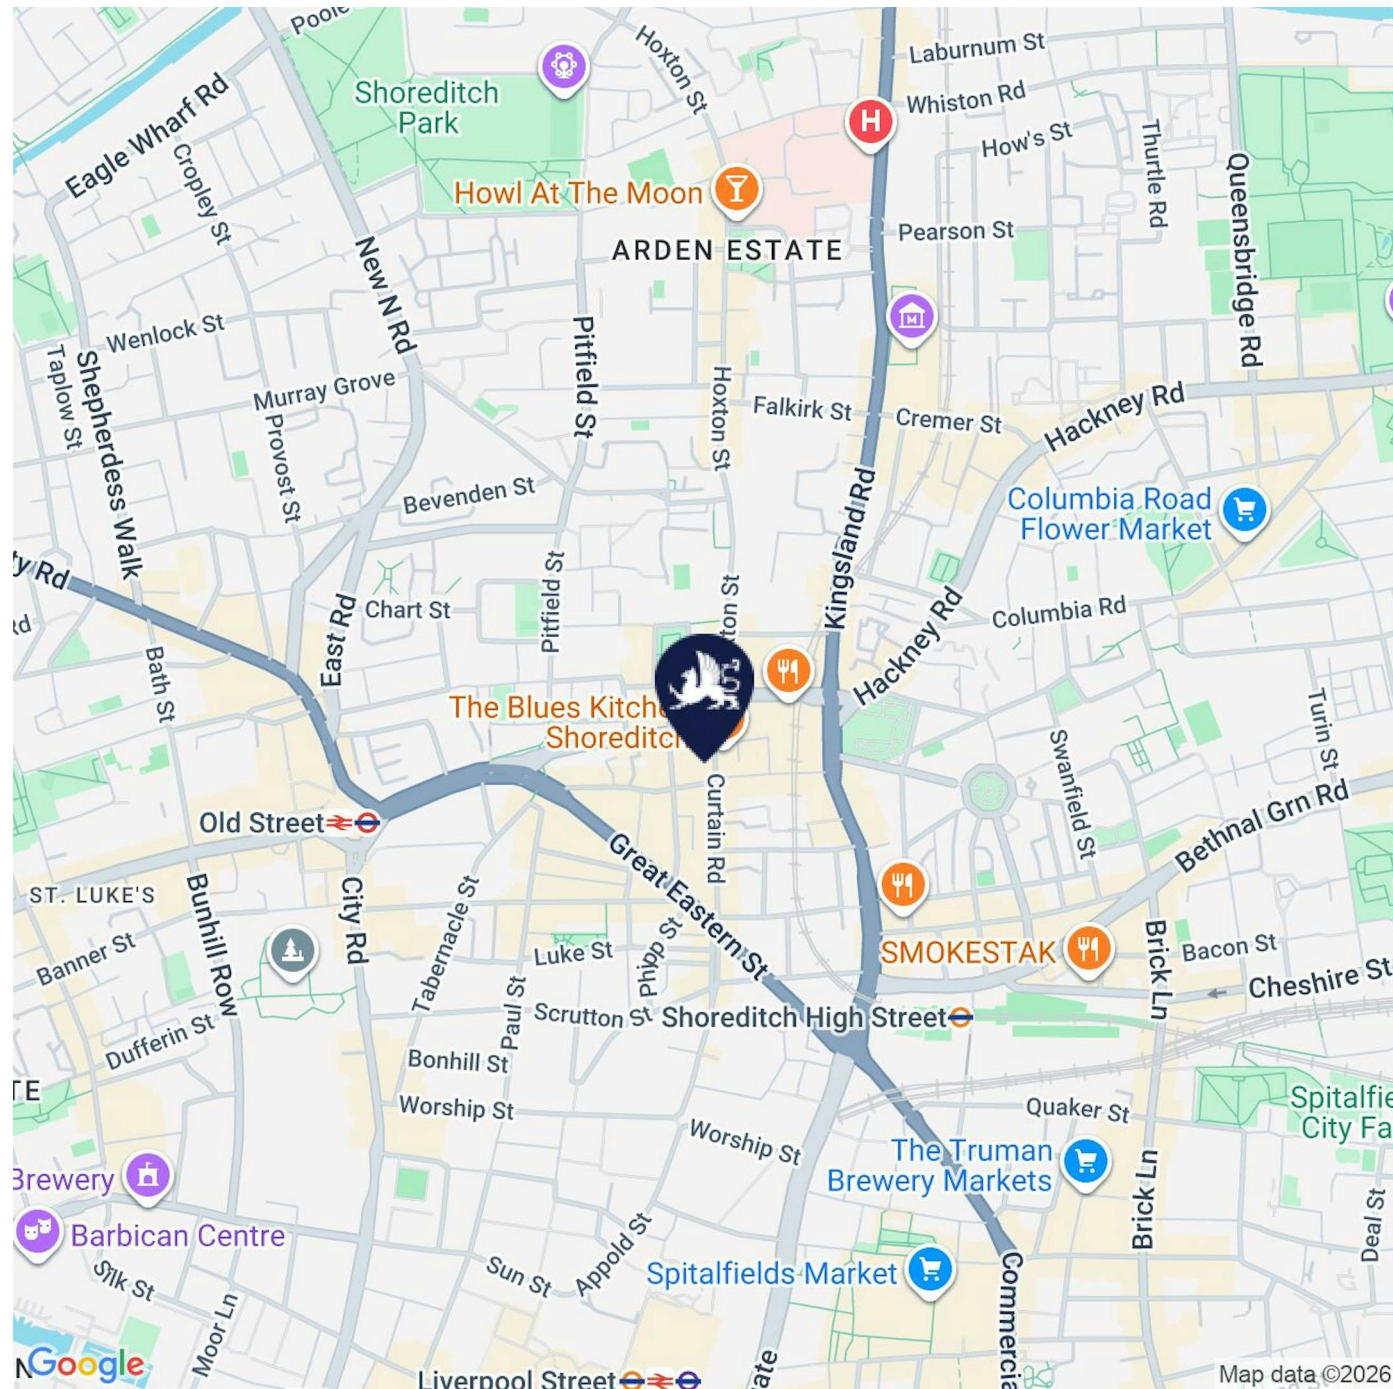 Poole
Hoxton St
Laburnum St
Shoreditch
Park
Whiston Rd
H
Eagle Wharf Rd
Cropley St
How's St
Thurtle Rd
Queensbridge Rd
Howl At The Moon
Pearson St
ARDEN ESTATE
New N Rd
M
Wenlock St
Pitfield St
Taplow St
Shepherdess Walk
Murray Grove
Provost St
Hoxton St
Falkirk St
Cremer St
Hackney Rd
Bevenden St
Kingsland Rd
Columbia Road
Flower Market
ty Rd
Pitfield St
ton St
Chart St
East Rd
Columbia Rd
Rd
Hackney Rd
Bath St
The Blues Kitche
Shoreditch
Turin St
Swanfield St
Curtain Rd
Old Street
Bethnal Grn Rd
Great Eastern St
ST. LUKE'S
Bunhill Row
City Rd
Tabernacle St
Banner St
Luke St
Phipp St
SMOKESTAK
Brick Ln
Bacon St
Cheshire St
Paul St
Scrutton St
Shoreditch High Street
Dufferin St
Bonhill St
TE
Worship St
Quaker St
Spitalfie
City Fa
Worship St
The Truman
Brewery Markets
Brewery
Brick Ln
Deal St
Barbican Centre
Silk St
Sun St
Appold St
Spitalfields Market
Commercia
Moor Ln
N
Google
Liverpool Street
gate
Map data ©2026